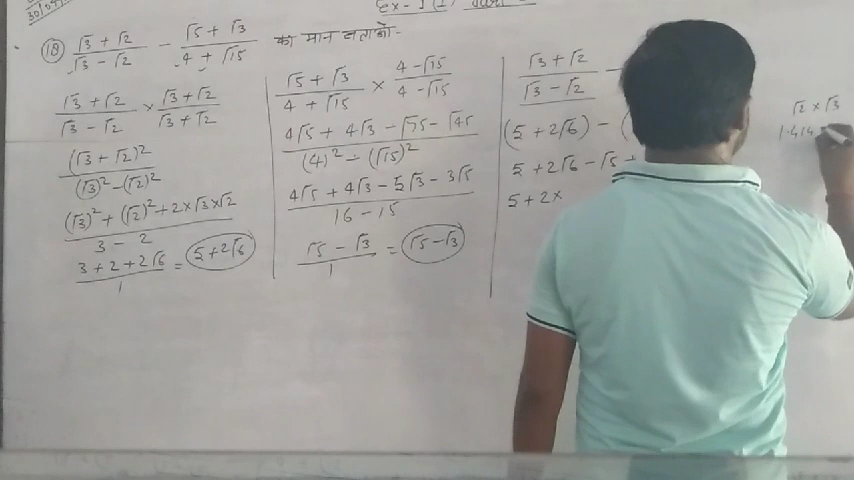 (18) (√3 + √2)/(√3 − √2) − (√5 + √3)/(4 + √15) का मान बताओ-
(√3 + √2)/(√3 − √2) × (√3 + √2)/(√3 + √2)
(√3 + √2)²/((√3)² − (√2)²)
((√3)² + (√2)² + 2×√3×√2)/(3 − 2)
(3 + 2 + 2√6)/1 = 5 + 2√6
(√5 + √3)/(4 + √15) × (4 − √15)/(4 − √15)
(4√5 + 4√3 − √75 − √45)/((4)² − (√15)²)
(4√5 + 4√3 − 5√3 − 3√5)/(16 − 15)
(√5 − √3)/1 = √5 − √3
(√3 + √2)/(√3 − √2) −
(5 + 2√6) − (
5 + 2√6 − √5 +
5 + 2×
√2 × √3
1.414